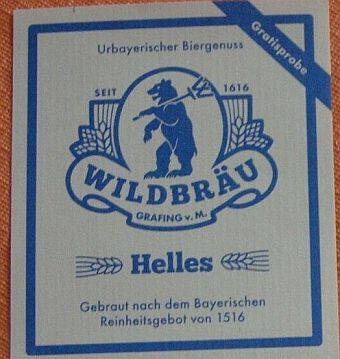 Gratisprobe
Urbayerischer Biergenuss
SEIT 1616
WILDBRÄU
GRAFING v. M.
Helles
Gebraut nach dem Bayerischen
Reinheitsgebot von 1516